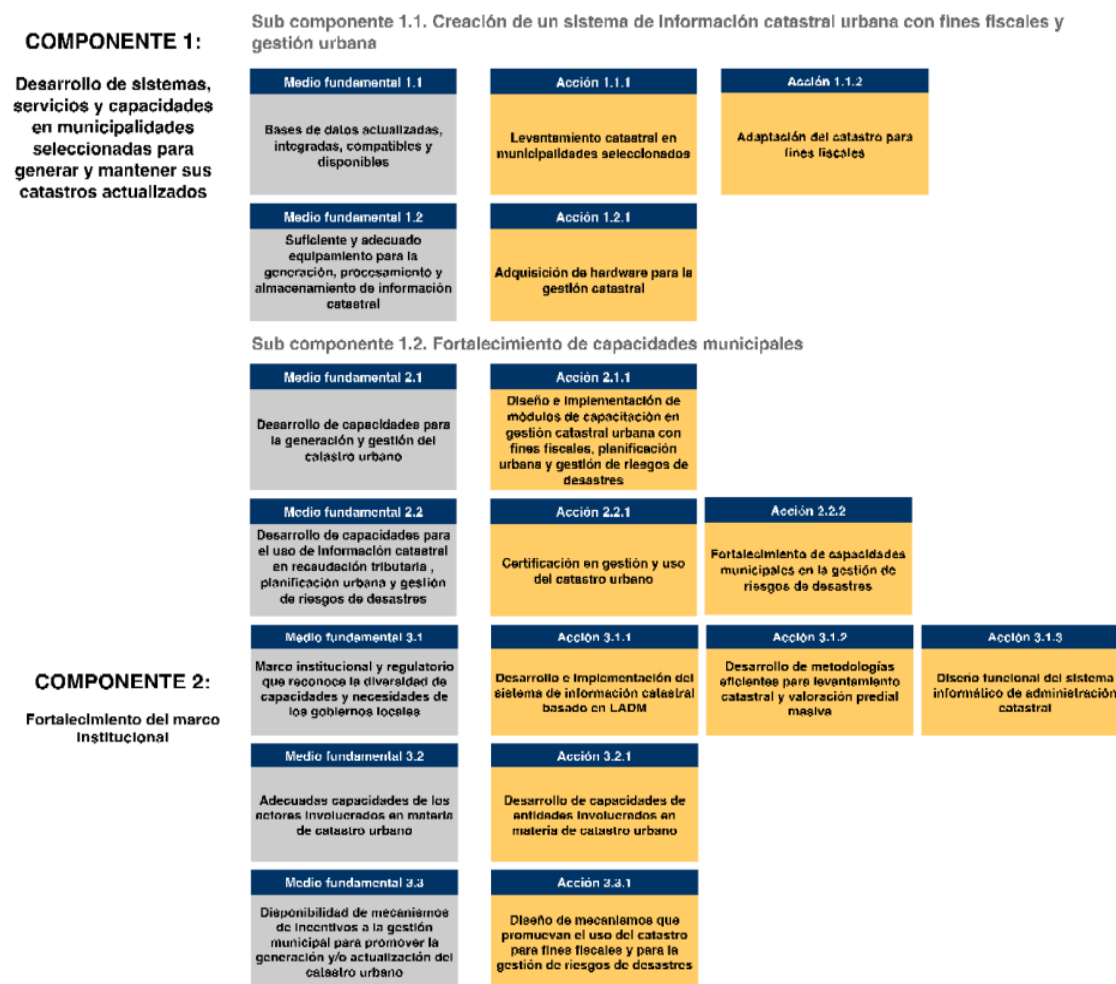 COMPONENTE 1:
Desarrollo de sistemas,
servicios y capacidades
en municipalidades
seleccionadas para
generar y mantener sus
catastros actualizados
Sub componente 1.1. Creación de un sistema de información catastral urbana con fines fiscales y
gestión urbana
Medio fundamental 1.1
Bases de datos actualizadas,
integradas, compatibles y
disponibles
Acción 1.1.1
Levantamiento catastral en
municipalidades seleccionados
Acción 1.1.2
Adaptación del catastro para
fines fiscales
Medio fundamental 1.2
Suficiente y adecuado
equipamiento para la
generación, procesamiento y
almacenamiento de información
catastral
Acción 1.2.1
Adquisición de hardware para la
gestión catastral
Sub componente 1.2. Fortalecimiento de capacidades municipales
Medio fundamental 2.1
Desarrollo de capacidades para
la generación y gestión del
catastro urbano
Acción 2.1.1
Diseño e implementación de
módulos de capacitación en
gestión catastral urbana con
fines fiscales, planificación
urbana y gestión de riesgos de
desastres
Medio fundamental 2.2
Desarrollo de capacidades para
el uso de información catastral
en recaudación tributaria ,
planificación urbana y gestión
de riesgos de desastres
Acción 2.2.1
Certificación en gestión y uso
del catastro urbano
Acción 2.2.2
Fortalecimiento de capacidades
municipales en la gestión de
riesgos de desastres
COMPONENTE 2:
Fortalecimiento del marco
institucional
Medio fundamental 3.1
Marco institucional y regulatorio
que reconoce la diversidad de
capacidades y necesidades de
los gobiernos locales
Acción 3.1.1
Desarrollo e implementación del
sistema de información catastral
basado en LADM
Acción 3.1.2
Desarrollo de metodologías
eficientes para levantamiento
catastral y valoración predial
masiva
Acción 3.1.3
Diseño funcional del sistema
informático de administración
catastral
Medio fundamental 3.2
Adecuadas capacidades de los
actores involucrados en materia
de catastro urbano
Acción 3.2.1
Desarrollo de capacidades de
entidades involucrados en
materia de catastro urbano
Medio fundamental 3.3
Disponibilidad de mecanismos
de incentivos a la gestión
municipal para promover la
generación y/o actualización del
catastro urbano
Acción 3.3.1
Diseño de mecanismos que
promuevan el uso del catastro
para fines fiscales y para la
gestión de riesgos de desastres